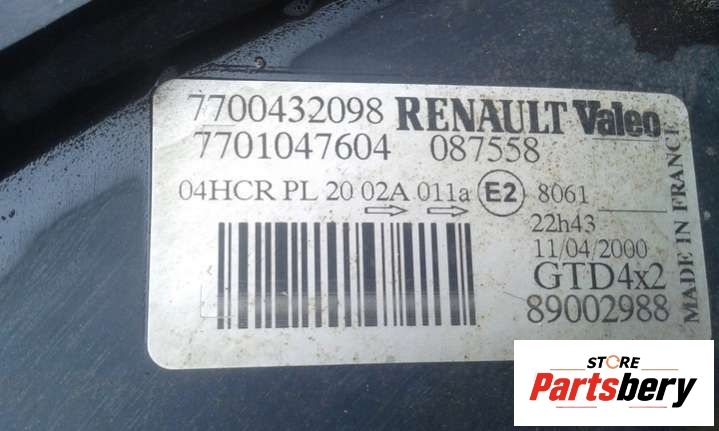 7700432098 RENAULT Valeo
7701047604 087558
04HCR PL 20 02A 011a E2 8061
22h43
11/04/2000
GTD4x2
89002988
MADE IN FRANCE
STORE
Partsbery